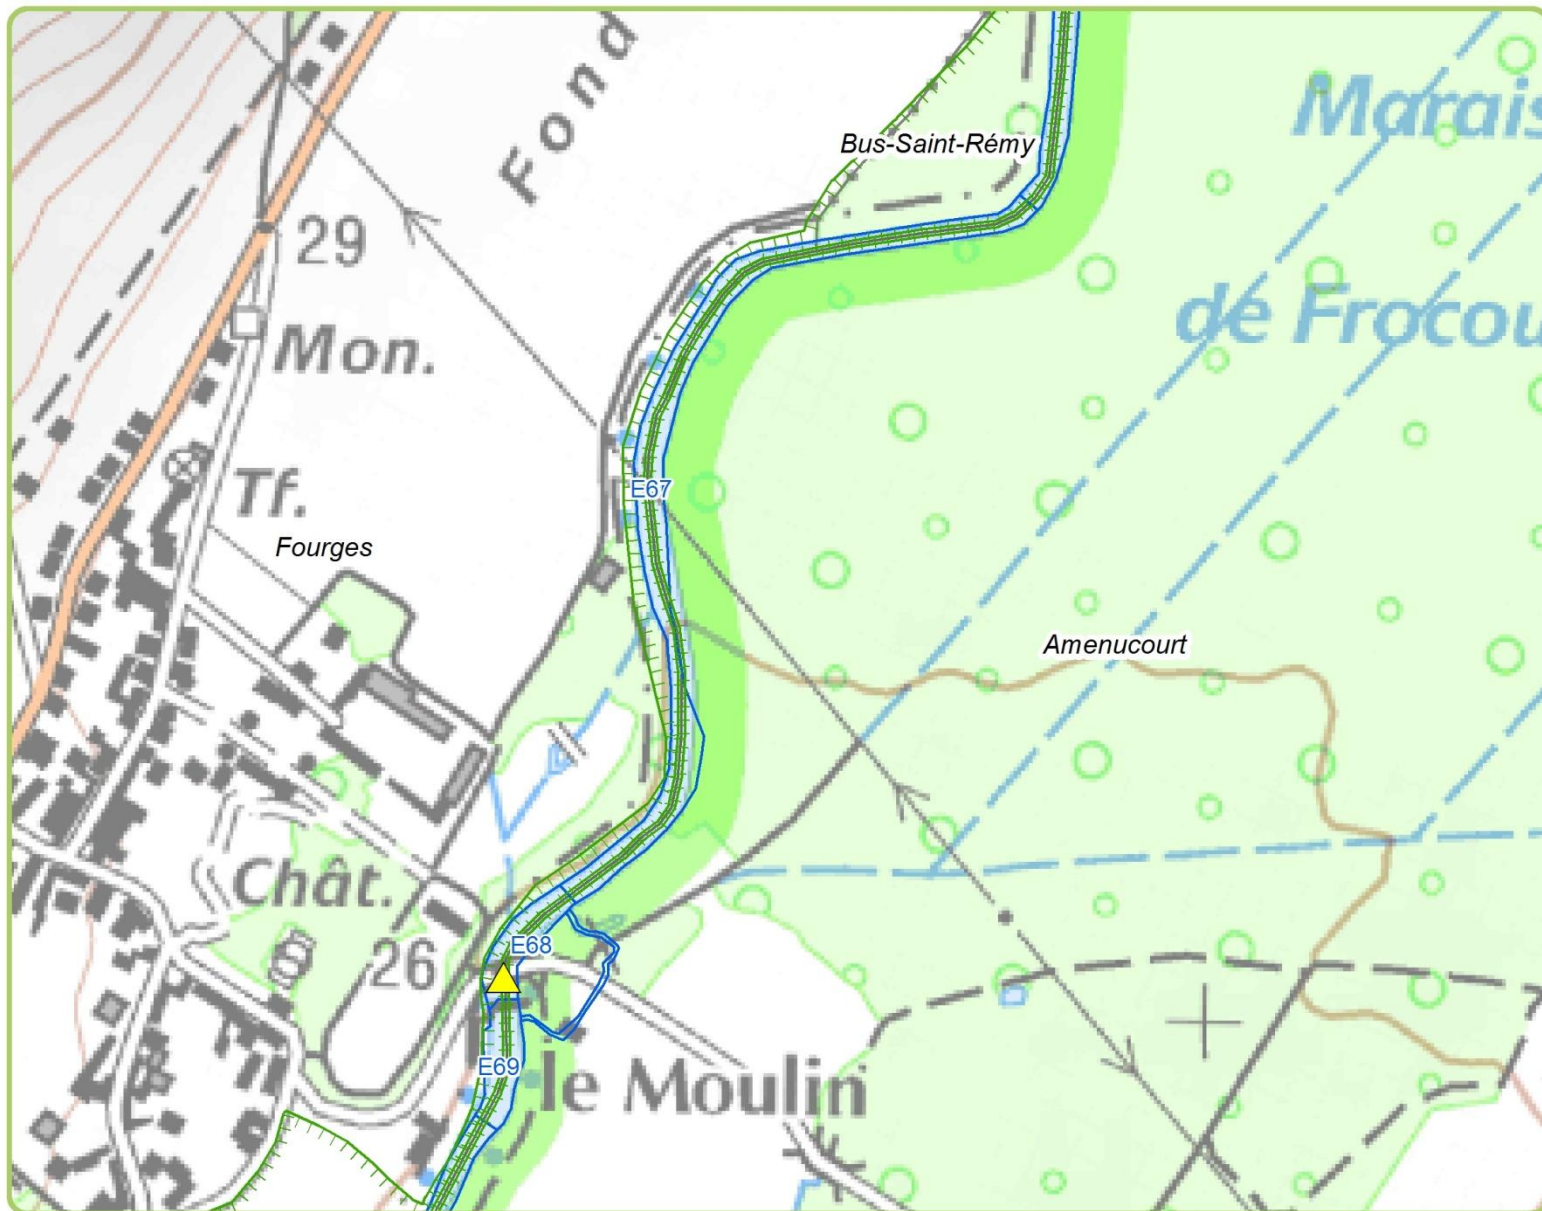 Fond
Marais
Bus-Saint-Rémy
29
de Frocou
Mon.
E67
Tf.
Fourges
Amenucourt
Chât.
26
E68
E69
le Moulin